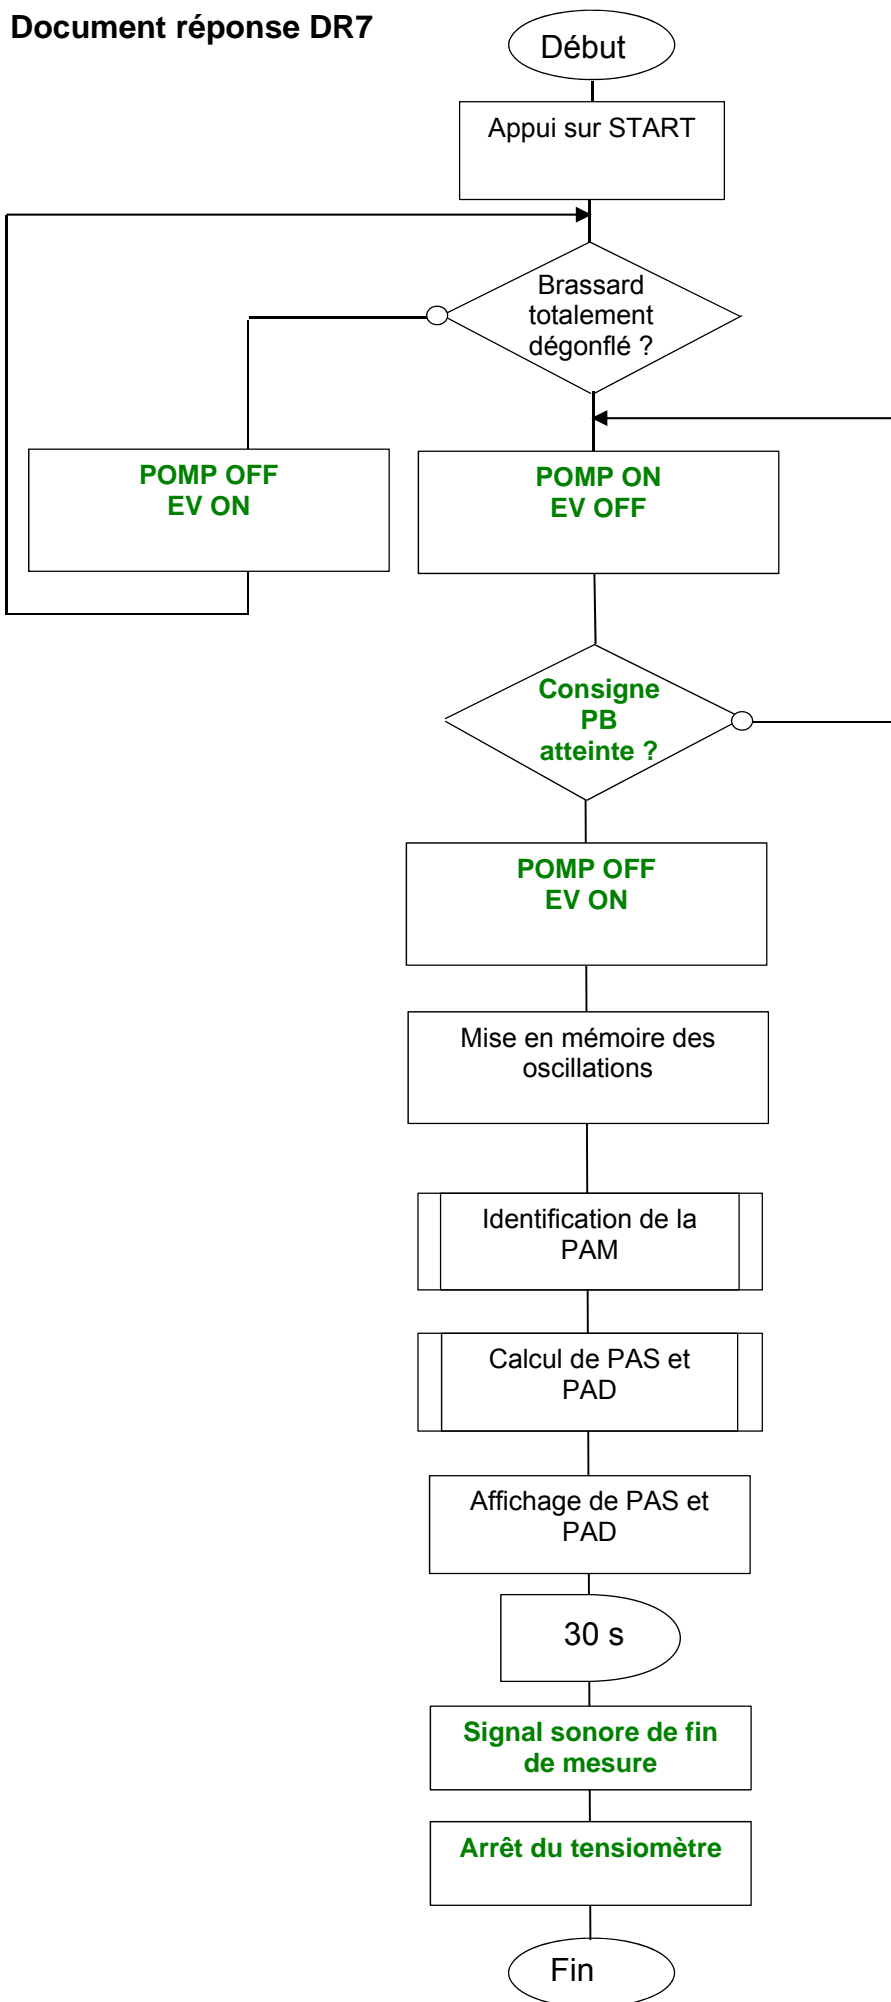 Document réponse DR7
Début
Appui sur START
Brassard
totalement
dégonflé ?
POMP OFF
EV ON
POMP ON
EV OFF
Consigne
PB
atteinte ?
POMP OFF
EV ON
Mise en mémoire des
oscillations
Identification de la
PAM
Calcul de PAS et
PAD
Affichage de PAS et
PAD
30 s
Signal sonore de fin
de mesure
Arrêt du tensiomètre
Fin